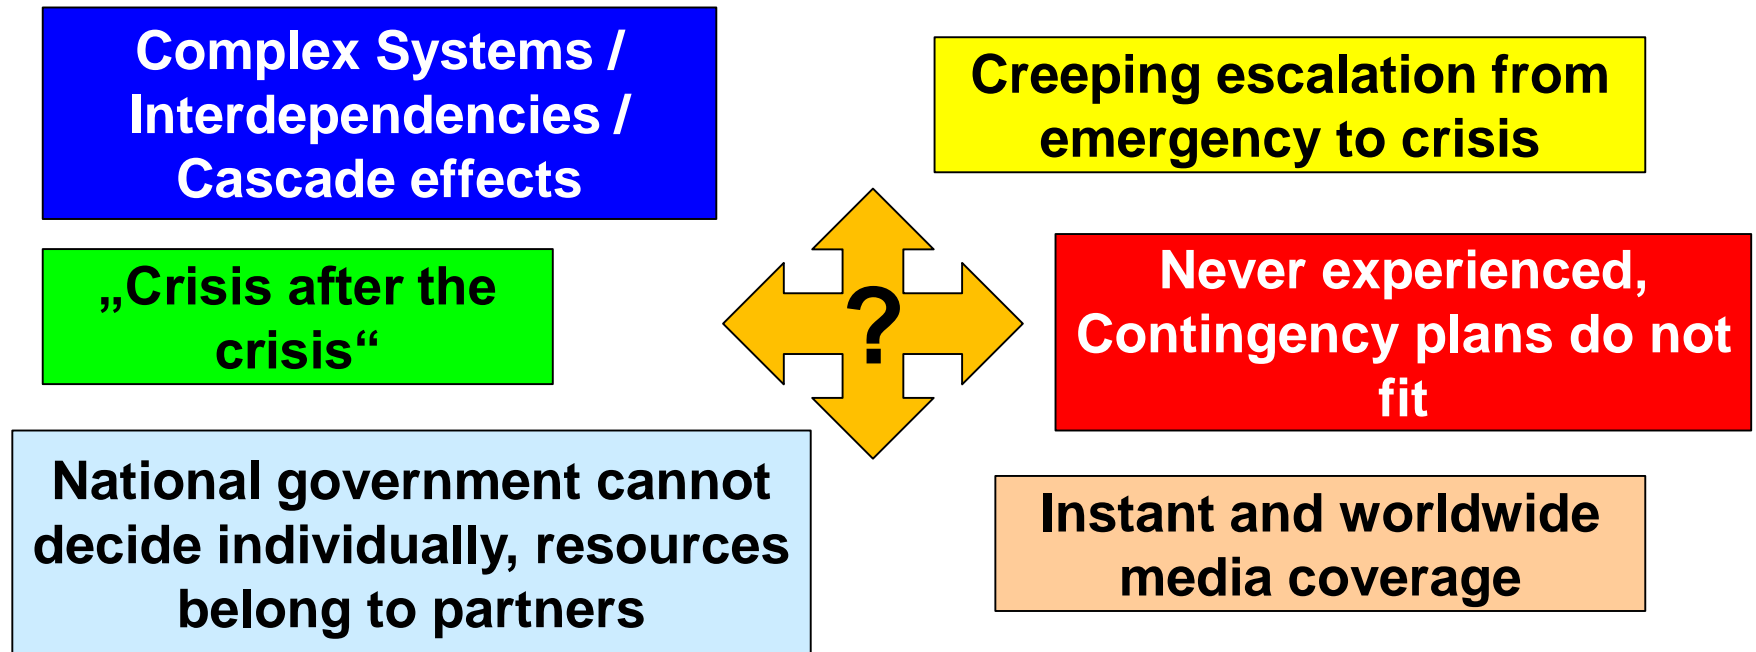 Complex Systems /
Interdependencies /
Cascade effects
Creeping escalation from
emergency to crisis
„Crisis after the
crisis“
?
Never experienced,
Contingency plans do not
fit
National government cannot
decide individually, resources
belong to partners
Instant and worldwide
media coverage